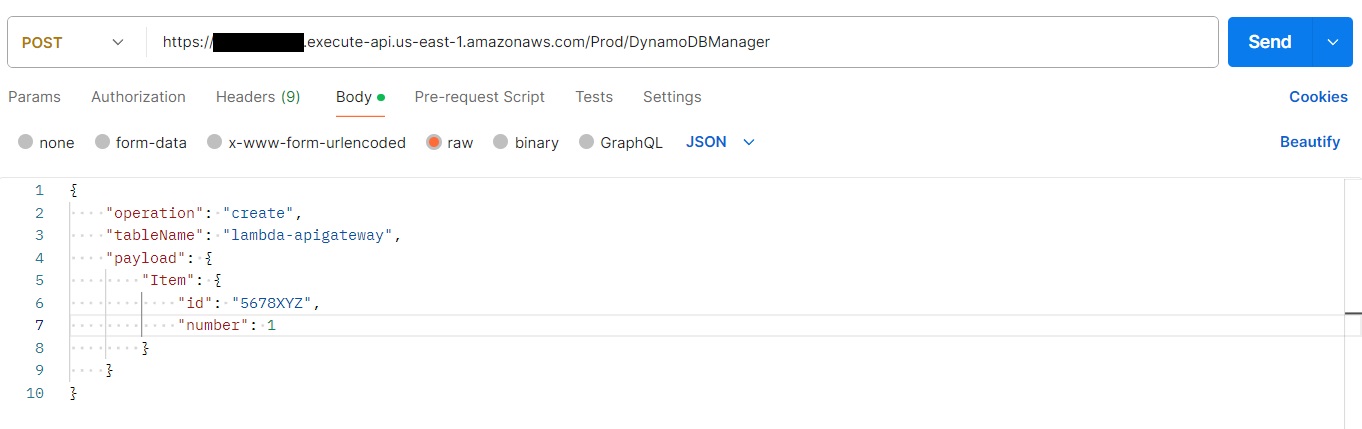 POST https://.execute-api.us-east-1.amazonaws.com/Prod/DynamoDBManager Send
Params Authorization Headers (9) Body Pre-request Script Tests Settings Cookies
none form-data x-www-form-urlencoded raw binary GraphQL JSON Beautify
1 {
2 "operation": "create",
3 "tableName": "lambda-apigateway",
4 "payload": {
5 "Item": {
6 "id": "5678XYZ",
7 "number": 1
8 }
9 }
10 }